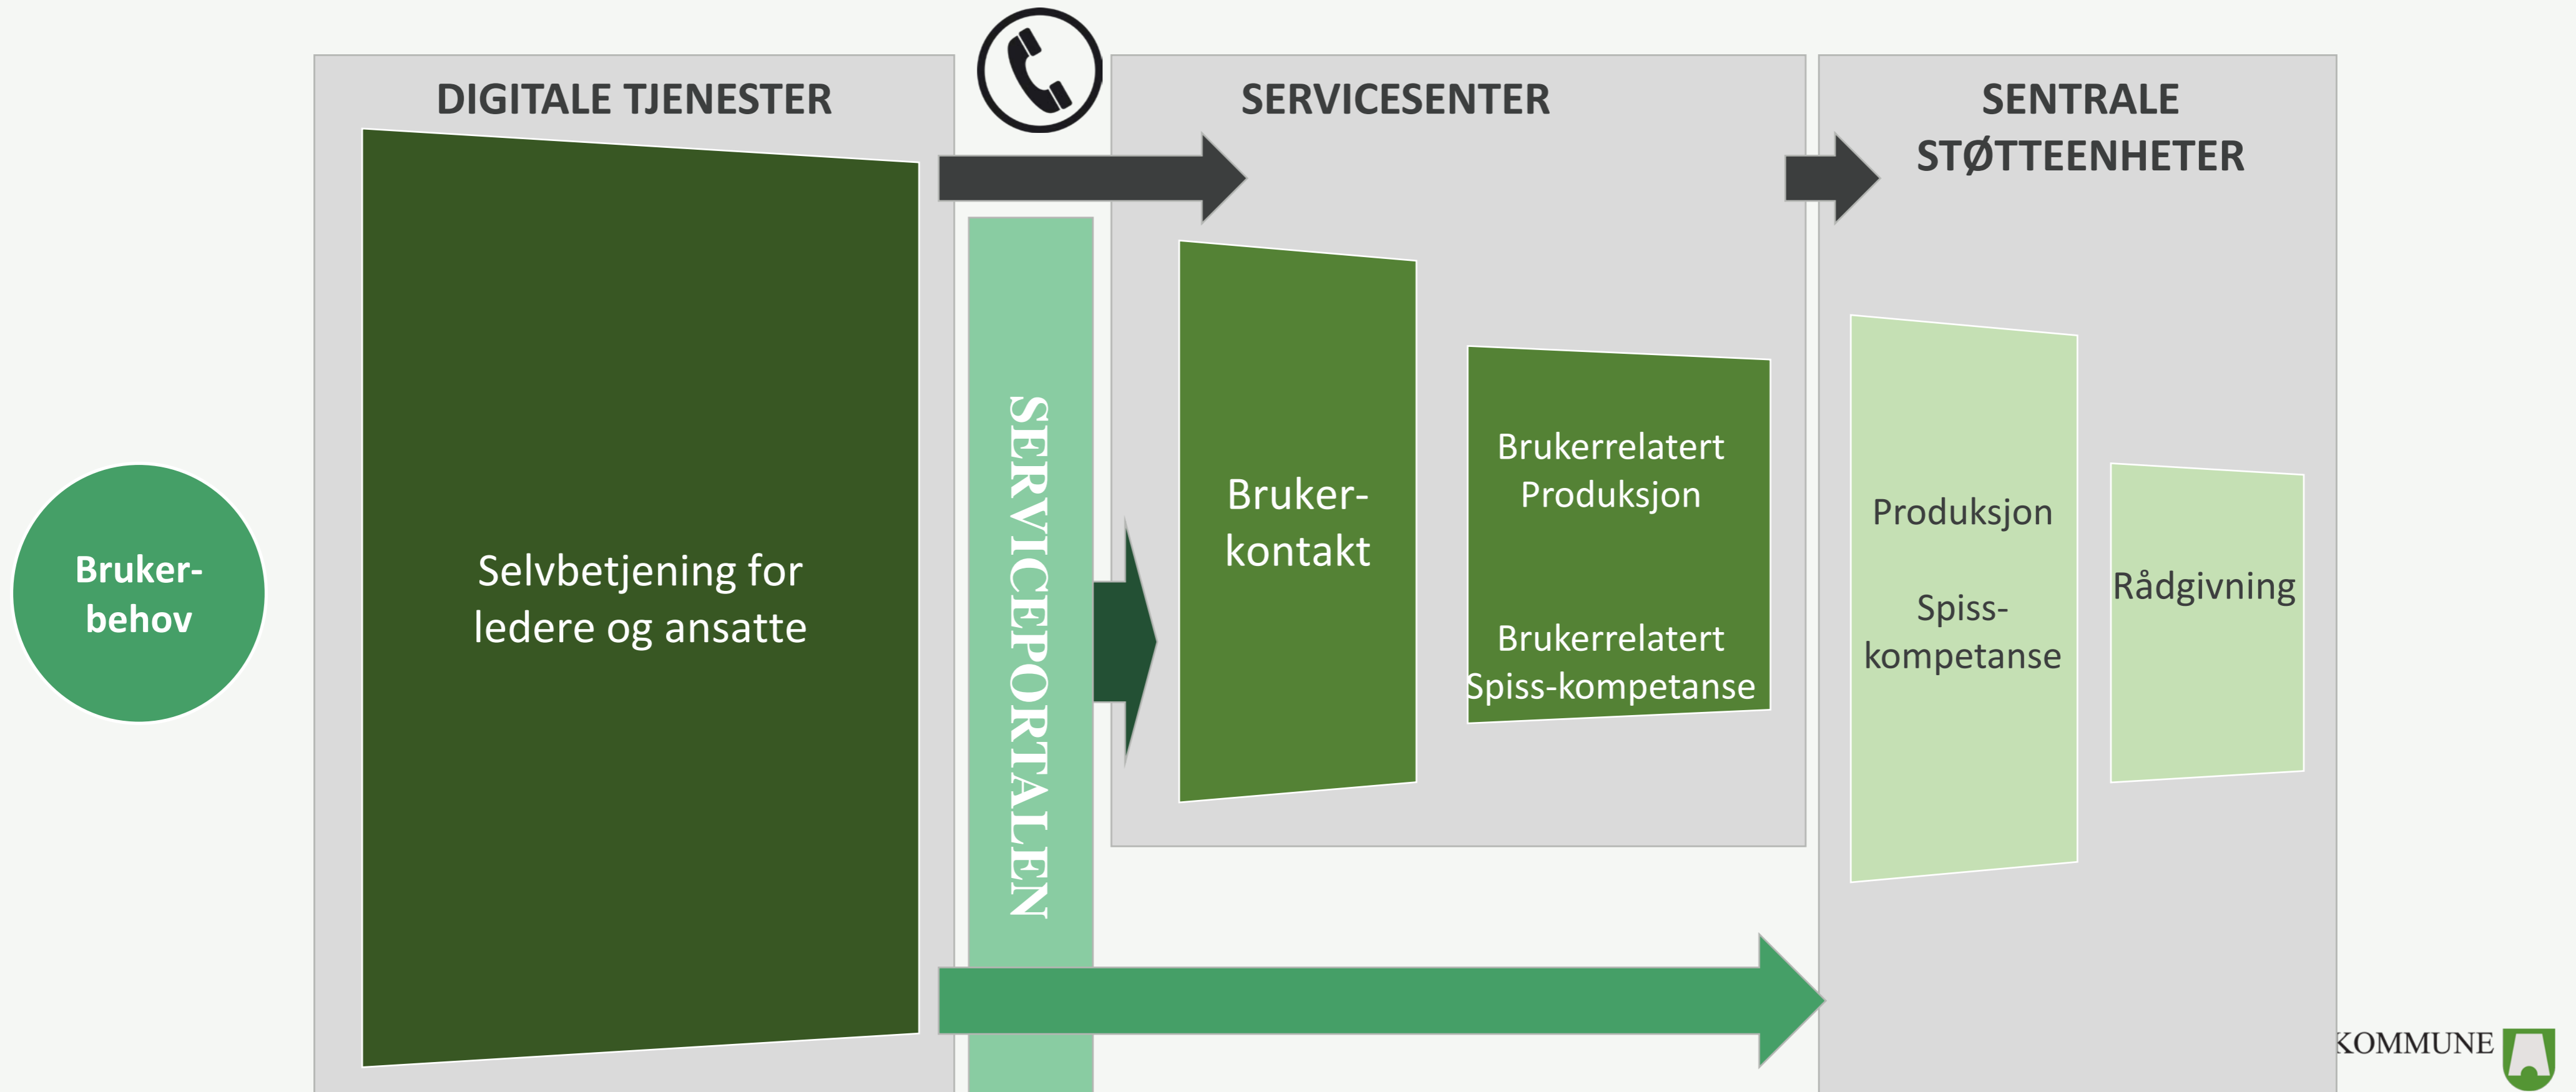 DIGITALE TJENESTER
SERVICESENTER
SENTRALE
STØTTEENHETER
Bruker-
behov
Selvbetjening for
ledere og ansatte
SERVICEPORTALEN
Bruker-
kontakt
Brukerrelatert
Produksjon
Brukerrelatert
Spiss-kompetanse
Produksjon
Spiss-
kompetanse
Rådgivning
KOMMUNE